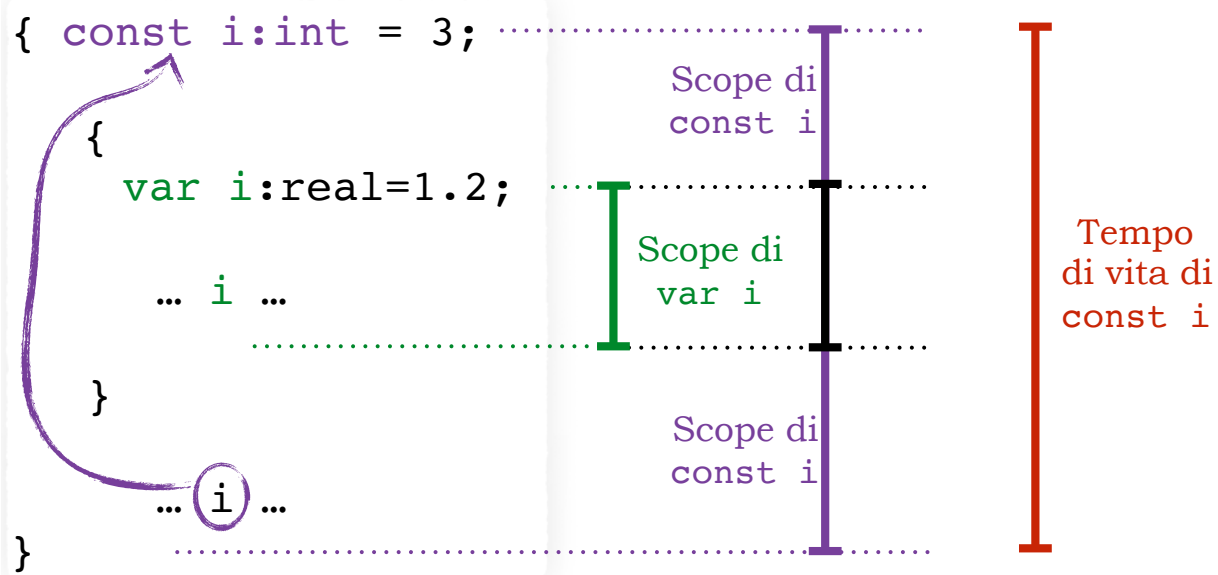 { const i:int = 3;
Scope di
const i
{
var i:real=1.2;
Scope di
var i
Tempo
di vita di
const i
… i …
}
Scope di
const i
… i …
}